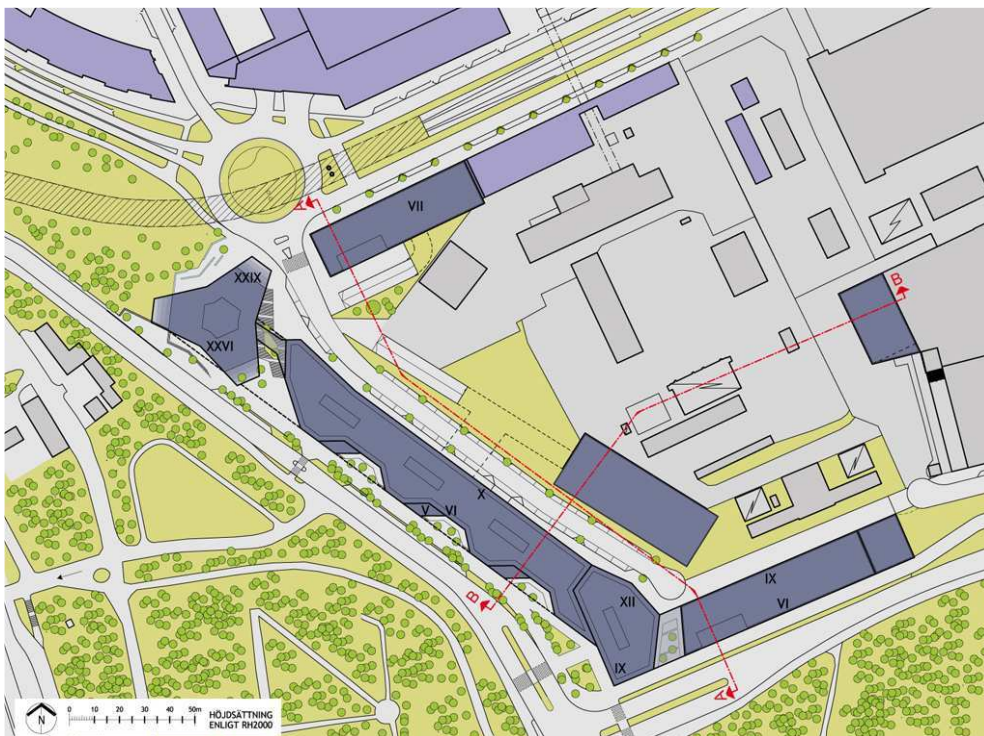 VII
A
XXIX
B
XXVI
X
V VI
XII
IX
B
VI
IX
A
N
0 10 20 30 40 50m
HÖJDSÄTTNING
ENLIGT RH2000